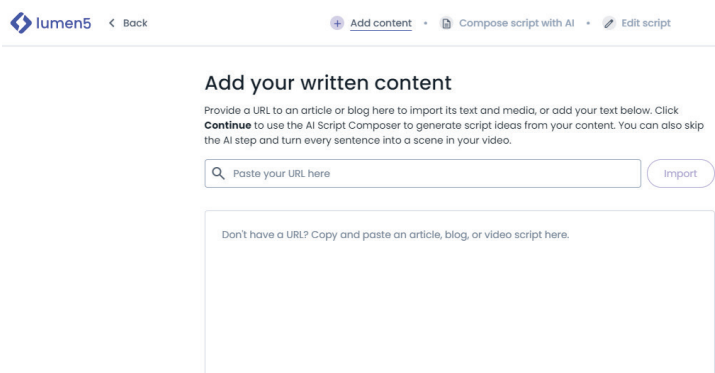 lumen5 < Back + Add content • Compose script with AI • Edit script
Add your written content
Provide a URL to an article or blog here to import its text and media, or add your text below. Click
Continue to use the AI Script Composer to generate script ideas from your content. You can also skip
the AI step and turn every sentence into a scene in your video.
Paste your URL here Import
Don't have a URL? Copy and paste an article, blog, or video script here.